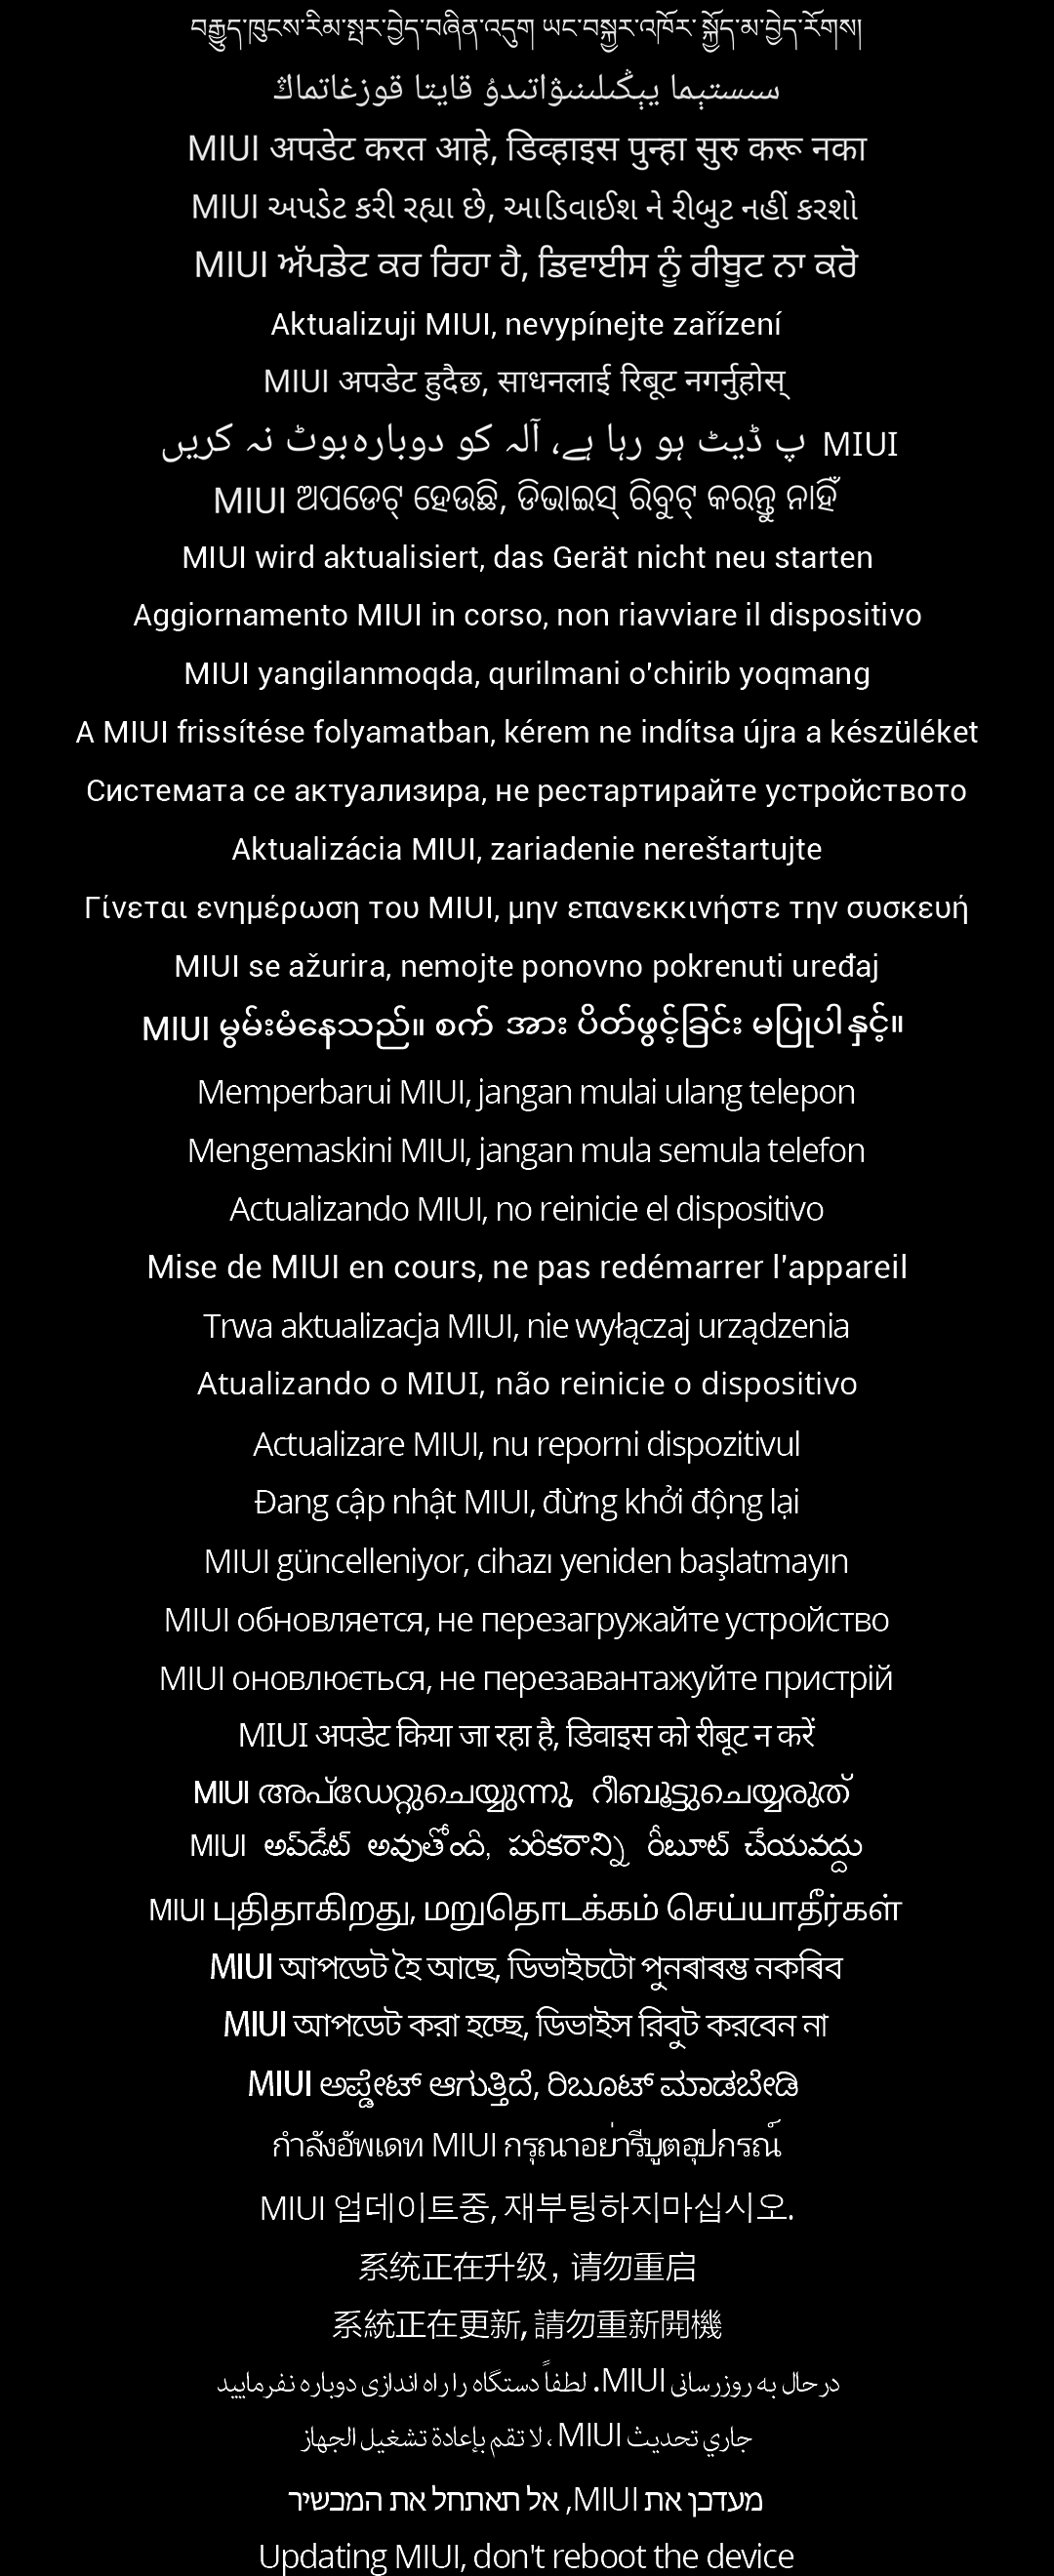 བརྒྱུད་ཁུངས་རིམ་སྤར་བྱེད་བཞིན་འདུག ཡང་བསྐྱར་འཁོར་སྐྱོད་མ་བྱེད་རོགས།
سىستېما يېڭىلىنىۋاتىدۇ قايتا قوزغاتماڭ
MIUI अपडेट करत आहे, डिव्हाइस पुन्हा सुरु करू नका
MIUI અપડેટ કરી રહ્યા છે, આ ડિવાઈશ ને રીબુટ નહીં કરશો
MIUI ਅੱਪਡੇਟ ਕਰ ਰਿਹਾ ਹੈ, ਡਿਵਾਈਸ ਨੂੰ ਰੀਬੂਟ ਨਾ ਕਰੋ
Aktualizuji MIUI, nevypínejte zařízení
MIUI अपडेट हुदैछ, साधनलाई रिबूट नगर्नुहोस्
MIUI پ ڈیٹ ہو رہا ہے، آلہ کو دوبارہ بوٹ نہ کریں
MIUI ଅପଡେଟ୍ ହେଉଛି, ଡିଭାଇସ୍ ରିବୁଟ୍ କରନ୍ତୁ ନାହିଁ
MIUI wird aktualisiert, das Gerät nicht neu starten
Aggiornamento MIUI in corso, non riavviare il dispositivo
MIUI yangilanmoqda, qurilmani o'chirib yoqmang
A MIUI frissítése folyamatban, kérem ne indítsa újra a készüléket
Системата се актуализира, не рестартирайте устройството
Aktualizácia MIUI, zariadenie nereštartujte
Γίνεται ενημέρωση του MIUI, μην επανεκκινήστε την συσκευή
MIUI se ažurira, nemojte ponovno pokrenuti uređaj
MIUI မွမ်းမံနေသည်။ စက် အား ပိတ်ဖွင့်ခြင်း မပြုပါ နှင့်။
Memperbarui MIUI, jangan mulai ulang telepon
Mengemaskini MIUI, jangan mula semula telefon
Actualizando MIUI, no reinicie el dispositivo
Mise de MIUI en cours, ne pas redémarrer l'appareil
Trwa aktualizacja MIUI, nie wyłączaj urządzenia
Atualizando o MIUI, não reinicie o dispositivo
Actualizare MIUI, nu reporni dispozitivul
Đang cập nhật MIUI, đừng khởi động lại
MIUI güncelleniyor, cihazı yeniden başlatmayın
MIUI обновляется, не перезагружайте устройство
MIUI оновлюється, не перезавантажуйте пристрій
MIUI अपडेट किया जा रहा है, डिवाइस को रीबूट न करें
MIUI അപ്ഡേറ്റുചെയ്യുന്നു, റീബൂട്ടുചെയ്യരുത്
MIUI అప్‌డేట్ అవుతోంది, పరికరాన్ని రీబూట్ చేయవద్దు
MIUI புதிதாகிறது, மறுதொடக்கம் செய்யாதீர்கள்
MIUI আপডেট হৈ আছে, ডিভাইচটো পুনৰাৰম্ভ নকৰিব
MIUI আপডেট করা হচ্ছে, ডিভাইস রিবুট করবেন না
MIUI ಅಪ್ಡೇಟ್ ಆಗುತ್ತಿದೆ, ರಿಬೂಟ್ ಮಾಡಬೇಡಿ
กำลังอัพเดท MIUI กรุณาอย่ารีบูตอุปกรณ์
MIUI 업데이트중, 재부팅하지마십시오.
系统正在升级, 请勿重启
系統正在更新, 請勿重新開機
درحال به روزرسانی MIUI. لطفاً دستگاه را راه اندازی دوباره نفرمایید
جاري تحديث MIUI ، لا تقم بإعادة تشغيل الجهاز
מעדכן את MIUI, אל תאתחל את המכשיר
Updating MIUI, don't reboot the device